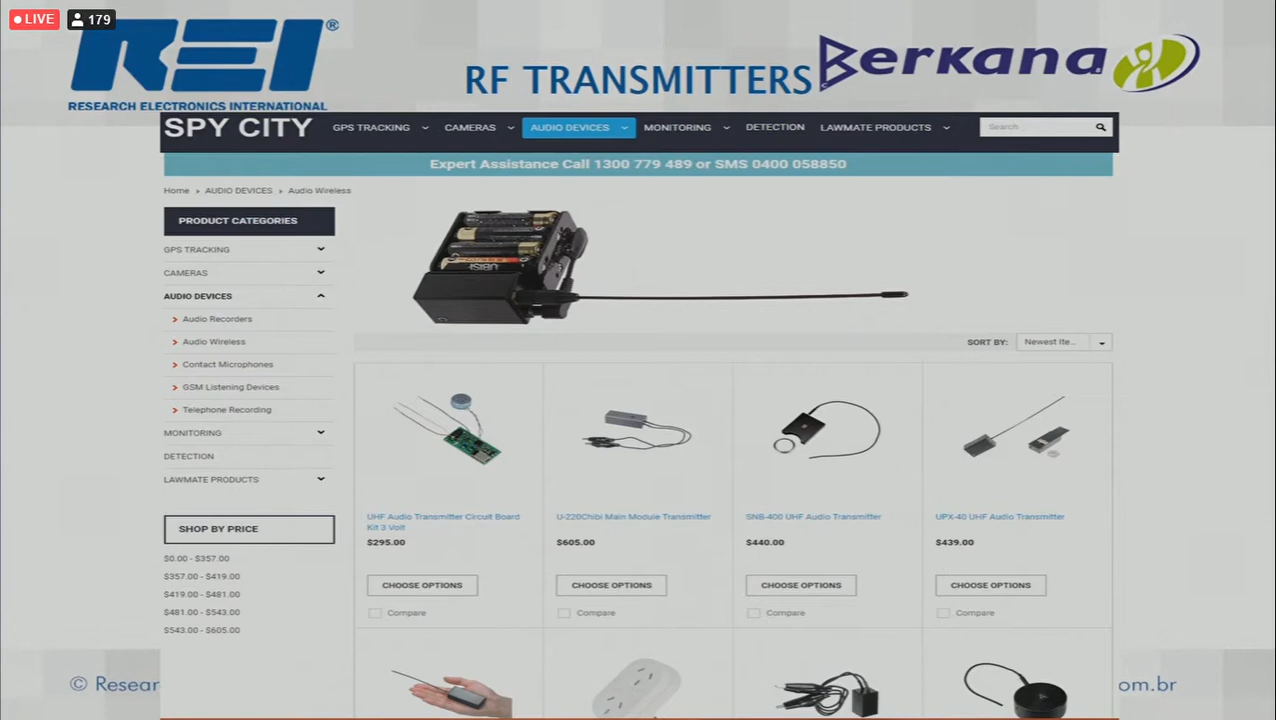 LIVE 179
REI®
RESEARCH ELECTRONICS INTERNATIONAL
RF TRANSMITTERS
Berkana®
SPY CITY
GPS TRACKING CAMERAS AUDIO DEVICES MONITORING DETECTION LAWMATE PRODUCTS Search
Expert Assistance Call 1300 779 489 or SMS 0400 058850
Home > AUDIO DEVICES > Audio Wireless
PRODUCT CATEGORIES
GPS TRACKING
CAMERAS
AUDIO DEVICES
Audio Recorders
Audio Wireless
Contact Microphones
GSM Listening Devices
Telephone Recording
MONITORING
DETECTION
LAWMATE PRODUCTS
SHOP BY PRICE
$0.00 - $357.00
$357.00 - $419.00
$419.00 - $481.00
$481.00 - $543.00
$543.00 - $605.00
SORT BY: Newest Ite...
UHF Audio Transmitter Circuit Board
Kit 3 Volt
$295.00
CHOOSE OPTIONS
Compare
U-220Chibi Main Module Transmitter
$605.00
CHOOSE OPTIONS
Compare
SNB-400 UHF Audio Transmitter
$440.00
CHOOSE OPTIONS
Compare
UPX-40 UHF Audio Transmitter
$439.00
CHOOSE OPTIONS
Compare
© Resear
om.br